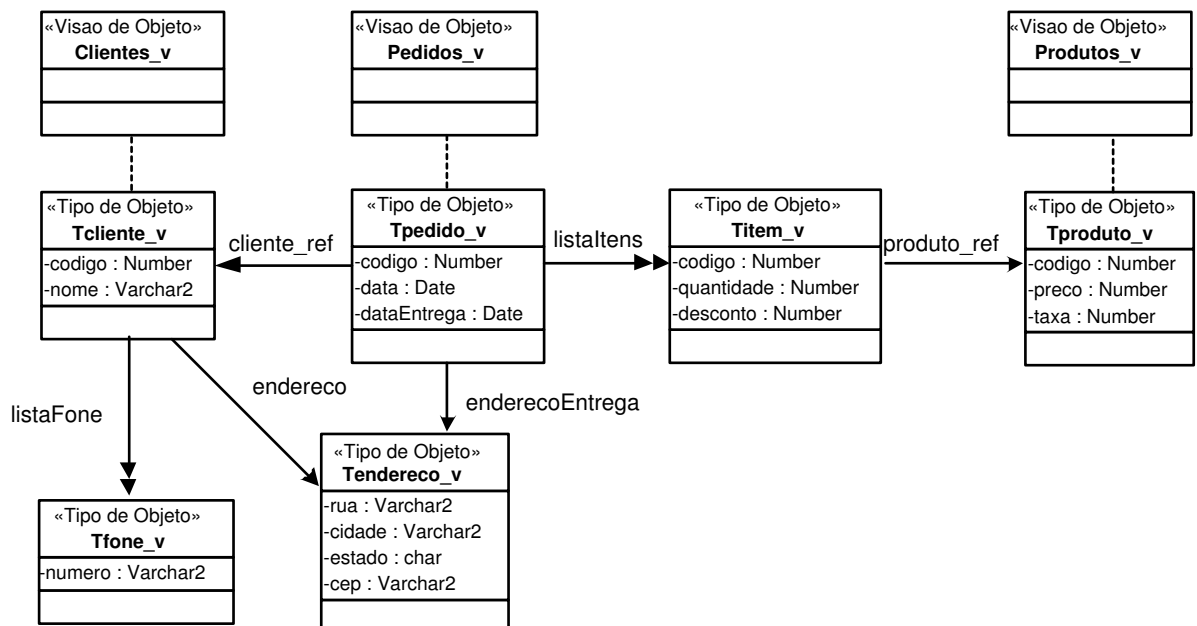 «Visao de Objeto»
Clientes_v
«Visao de Objeto»
Pedidos_v
«Visao de Objeto»
Produtos_v
«Tipo de Objeto»
Tcliente_v
-codigo : Number
-nome : Varchar2
cliente_ref
«Tipo de Objeto»
Tpedido_v
-codigo : Number
-data : Date
-dataEntrega : Date
listaItens
«Tipo de Objeto»
Titem_v
-codigo : Number
-quantidade : Number
-desconto : Number
produto_ref
«Tipo de Objeto»
Tproduto_v
-codigo : Number
-preco : Number
-taxa : Number
listaFone
endereco
enderecoEntrega
«Tipo de Objeto»
Tfone_v
-numero : Varchar2
«Tipo de Objeto»
Tendereco_v
-rua : Varchar2
-cidade : Varchar2
-estado : char
-cep : Varchar2